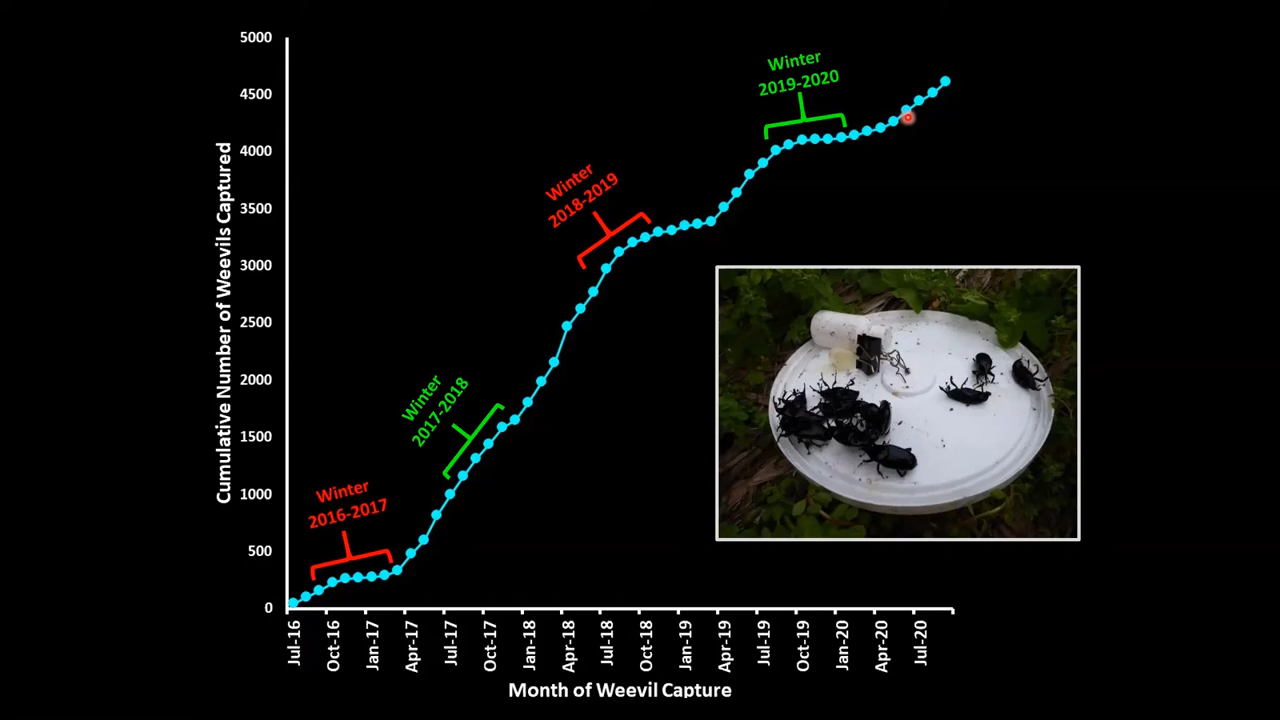 5000
4500
4000
3500
3000
2500
2000
1500
1000
500
0
Cumulative Number of Weevils Captured
Winter
2016-2017
Winter
2017-2018
Winter
2018-2019
Winter
2019-2020
Jul-16
Oct-16
Jan-17
Apr-17
Jul-17
Oct-17
Jan-18
Apr-18
Jul-18
Oct-18
Jan-19
Apr-19
Jul-19
Oct-19
Jan-20
Apr-20
Jul-20
Month of Weevil Capture